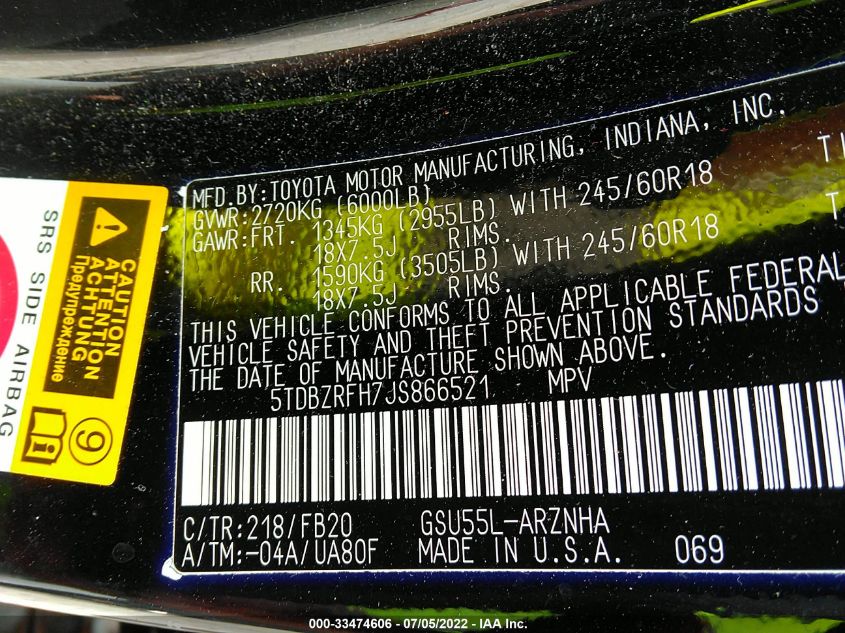 MFD.BY:TOYOTA MOTOR MANUFACTURING, INDIANA, INC.
GVWR:2720KG (6000LB)
GAWR:FRT. 1345KG (2955LB) WITH 245/60R18 TI
18X7.5J RIMS.
RR. 1590KG (3505LB) WITH 245/60R18 TI
18X7.5J RIMS.
THIS VEHICLE CONFORMS TO ALL APPLICABLE FEDERAL
VEHICLE SAFETY AND THEFT PREVENTION STANDARDS
THE DATE OF MANUFACTURE SHOWN ABOVE.
5TDBZRFH7JS866521 MPV
C/TR:218/FB20 GSU55L-ARZNHA
A/TM:-04A/UA80F MADE IN U.S.A. 069
SRS SIDE AIRBAG
CAUTION
ATTENTION
ACHTUNG
Предупреждение
9
000-33474606 - 07/05/2022 - IAA Inc.